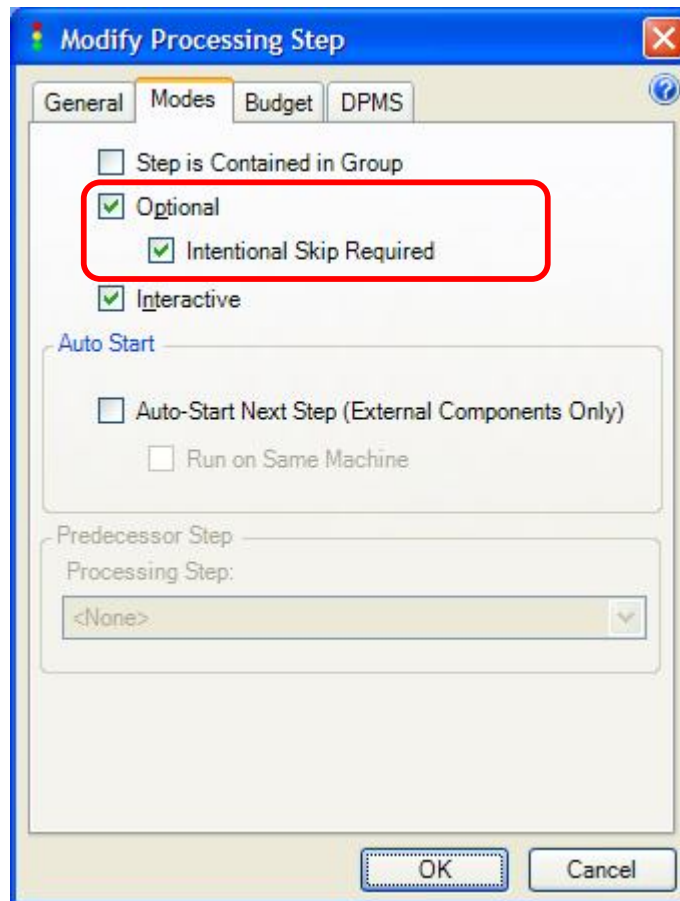 Modify Processing Step
General Modes Budget DPMS
Step is Contained in Group
Optional
Intentional Skip Required
Interactive
Auto Start
Auto-Start Next Step (External Components Only)
Run on Same Machine
Predecessor Step
Processing Step:
<None>
OK Cancel